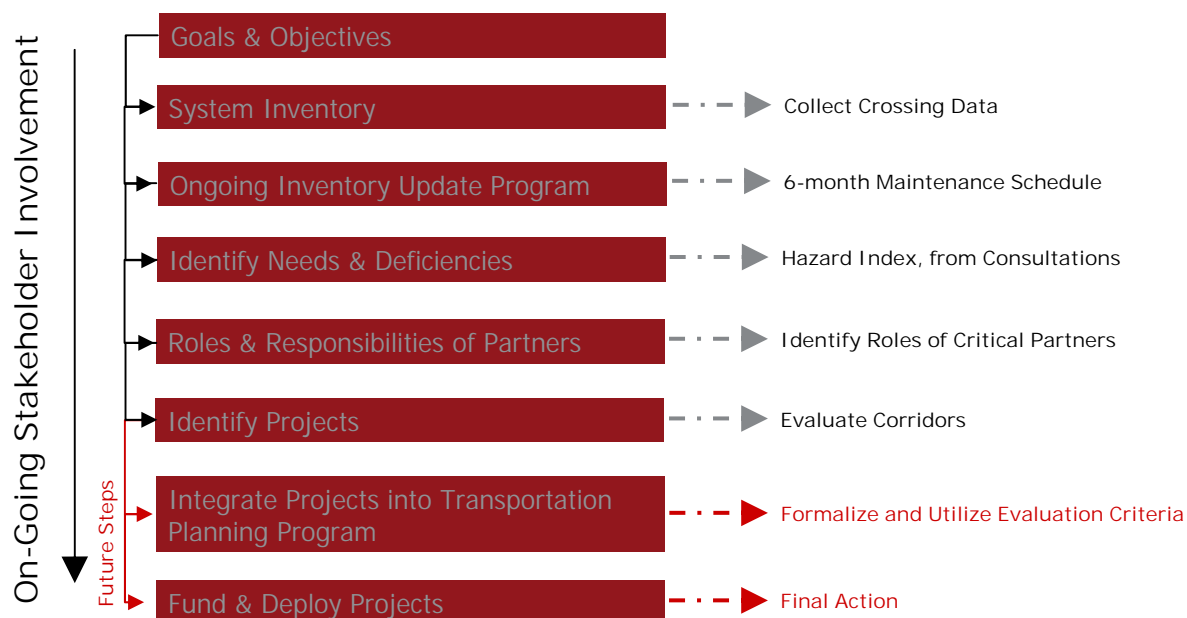 On-Going Stakeholder Involvement
Goals & Objectives
System Inventory
Collect Crossing Data
Ongoing Inventory Update Program
6-month Maintenance Schedule
Identify Needs & Deficiencies
Hazard Index, from Consultations
Roles & Responsibilities of Partners
Identify Roles of Critical Partners
Identify Projects
Evaluate Corridors
Future Steps
Integrate Projects into Transportation
Planning Program
Formalize and Utilize Evaluation Criteria
Fund & Deploy Projects
Final Action